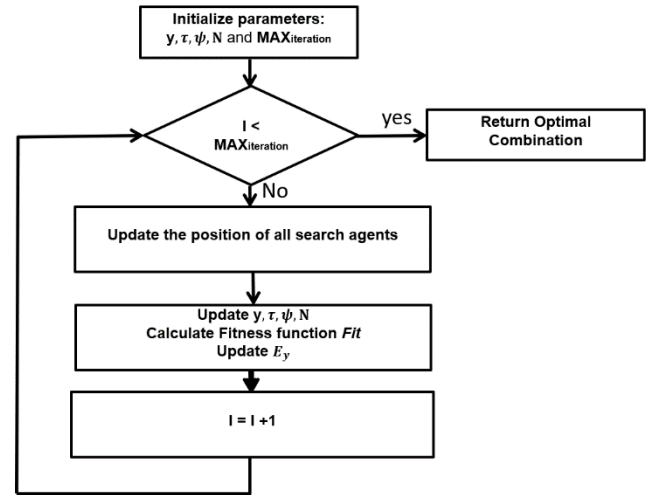 Initialize parameters:
y, τ, ψ, N and MAXiteration
I <
MAXiteration
yes
Return Optimal
Combination
No
Update the position of all search agents
Update y, τ, ψ, N
Calculate Fitness function Fit
Update E_y
I = I +1